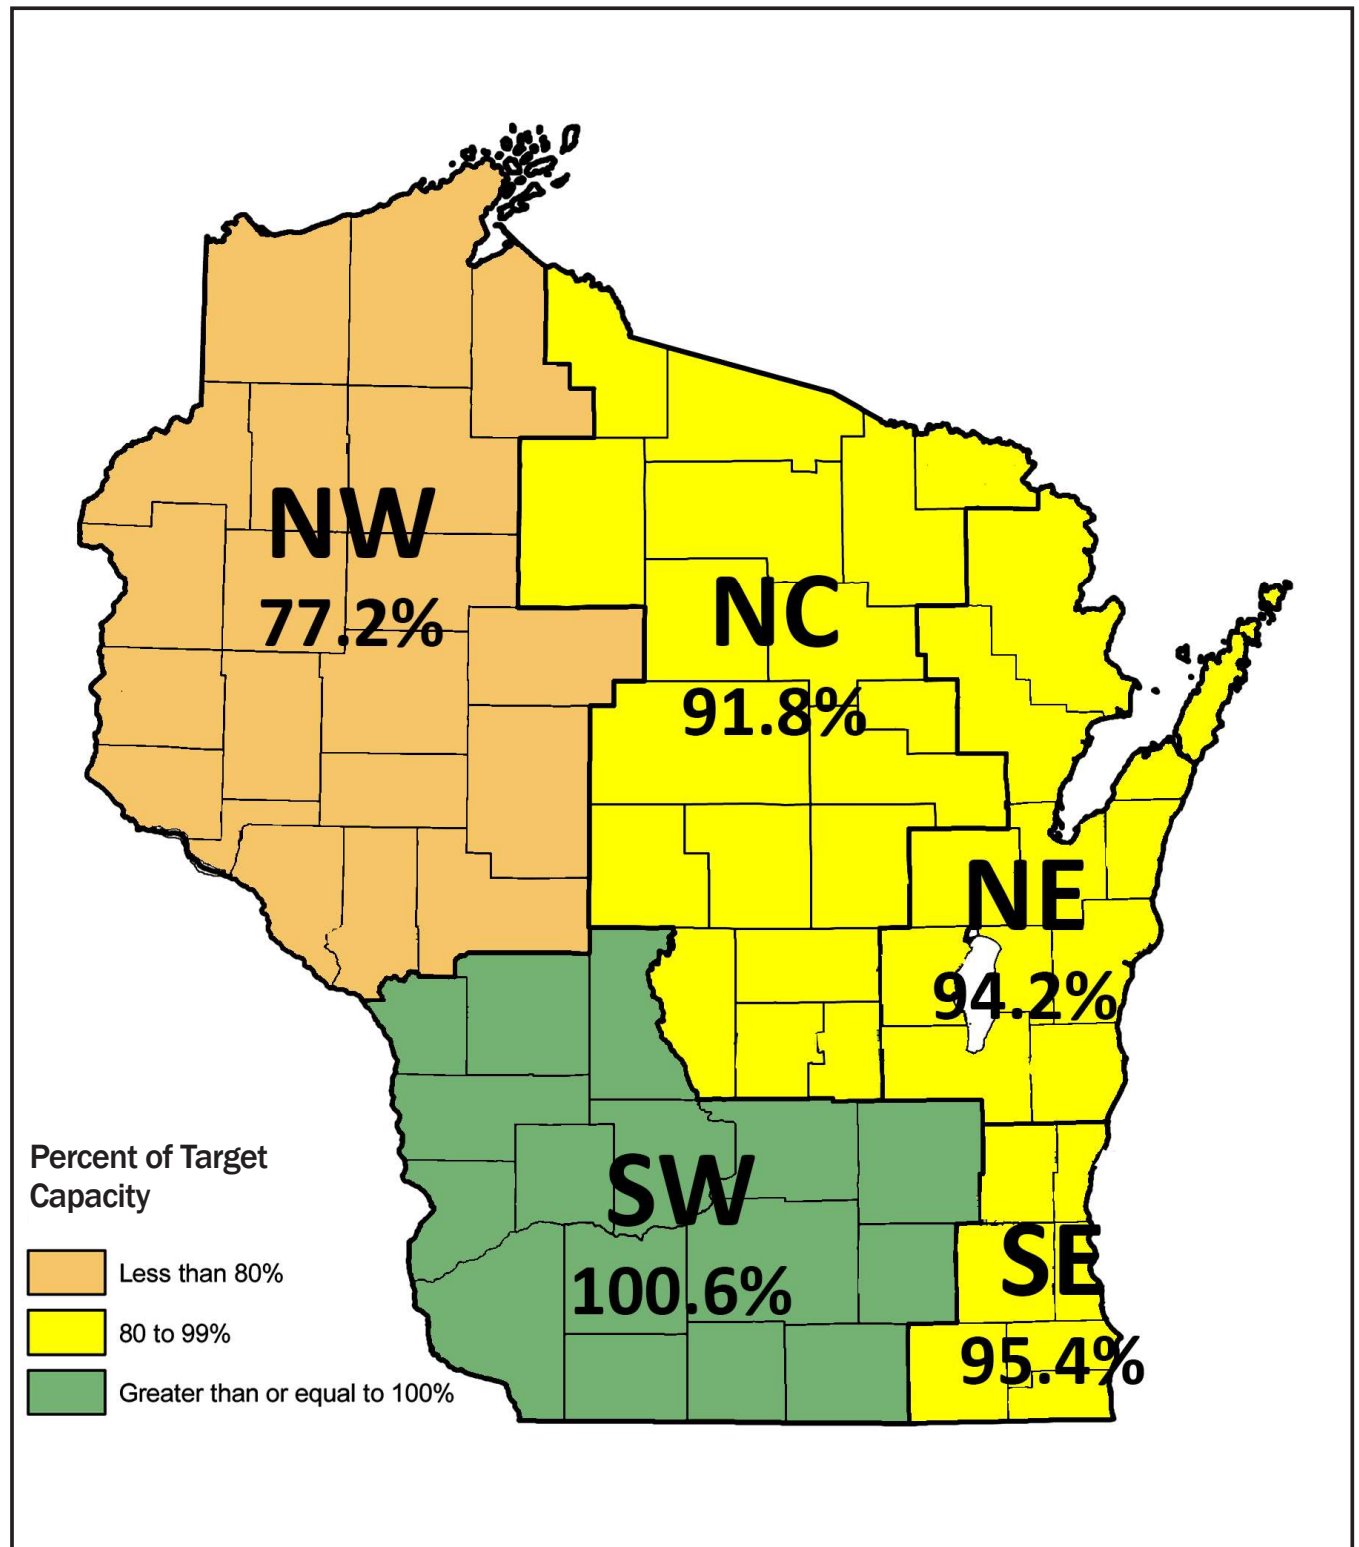 NW
77.2%
NC
91.8%
NE
94.2%
SW
100.6%
SE
95.4%
Percent of Target
Capacity
Less than 80%
80 to 99%
Greater than or equal to 100%